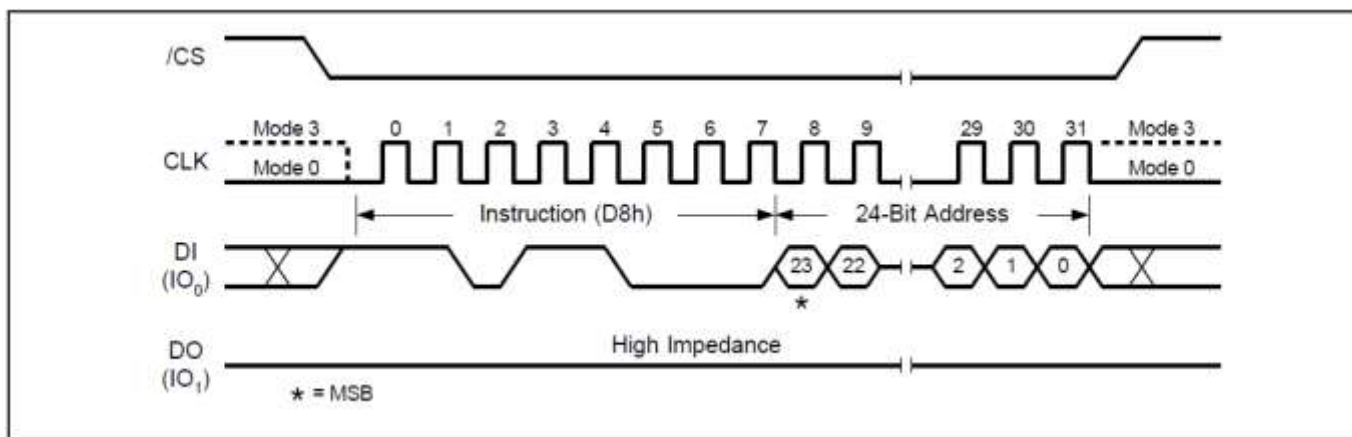 /CS
Mode 3 0 1 2 3 4 5 6 7 8 9 29 30 31 Mode 3
CLK
Mode 0 Mode 0
Instruction (D8h) 24-Bit Address
DI
(IO₀)
23 22 2 1 0
*
High Impedance
DO
(IO₁)
* = MSB